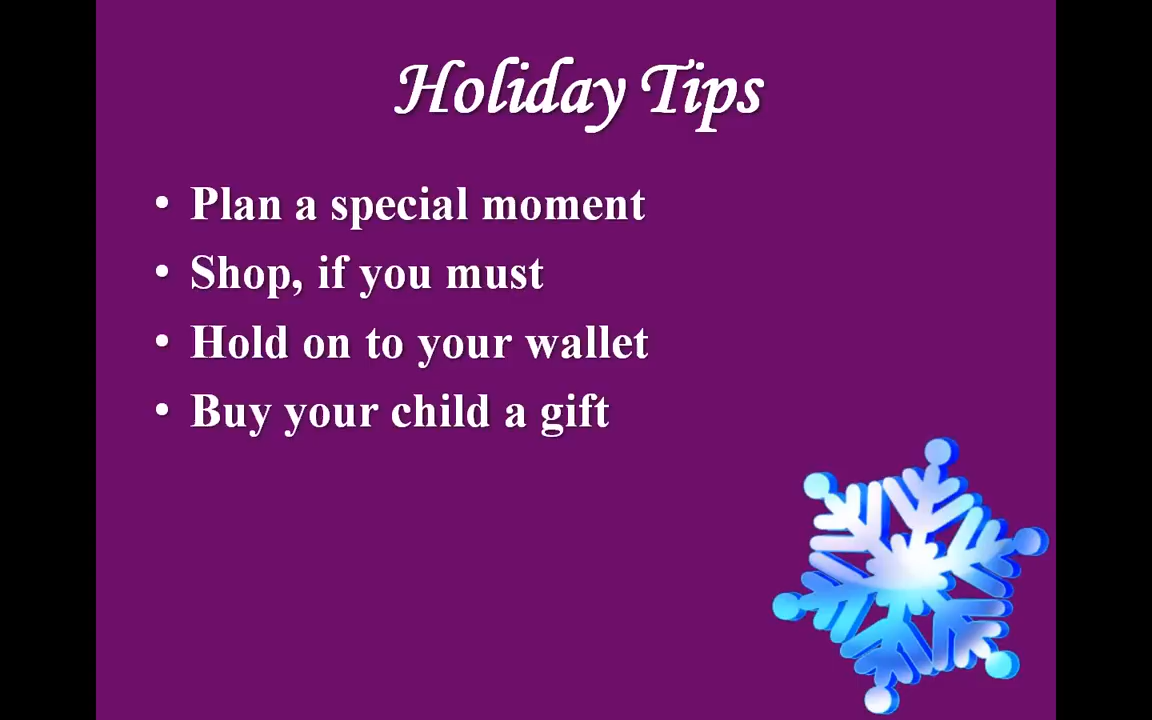 Holiday Tips
• Plan a special moment
• Shop, if you must
• Hold on to your wallet
• Buy your child a gift